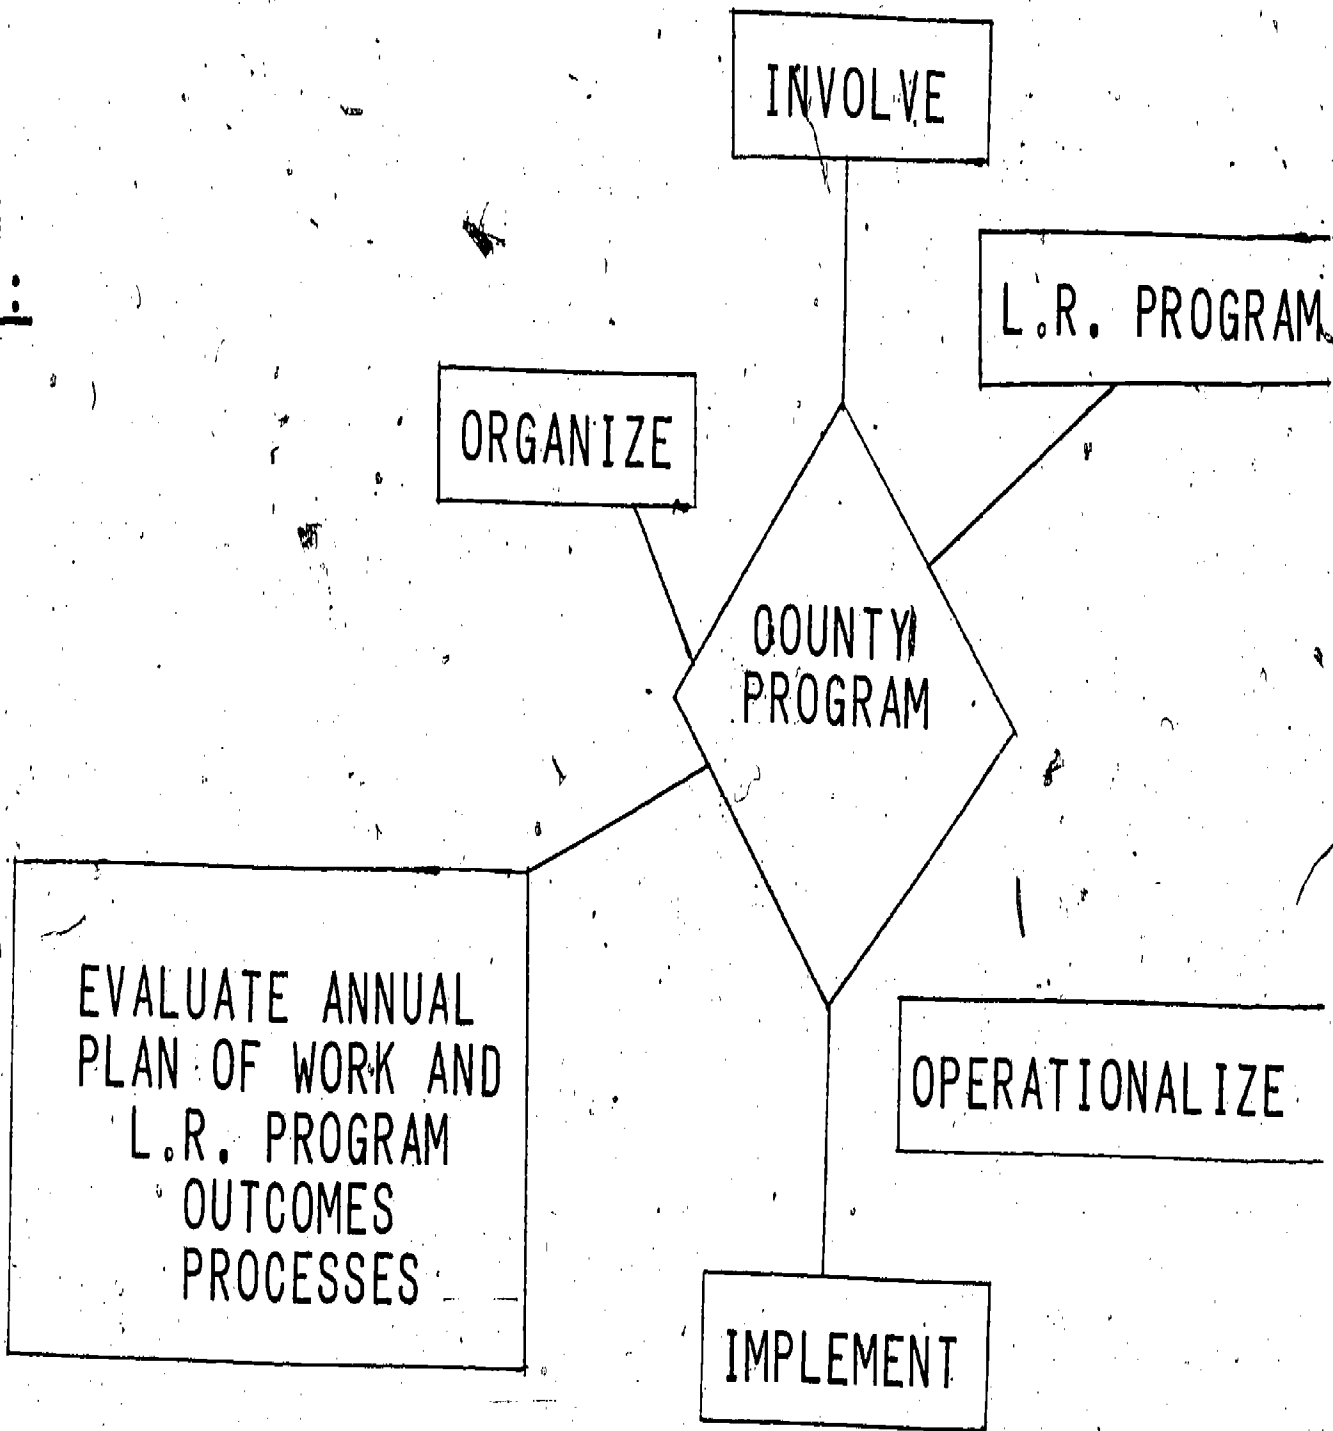 INVOLVE
L.R. PROGRAM
ORGANIZE
COUNTY
PROGRAM
EVALUATE ANNUAL
PLAN OF WORK AND
L.R. PROGRAM
OUTCOMES
PROCESSES
OPERATIONALIZE
IMPLEMENT